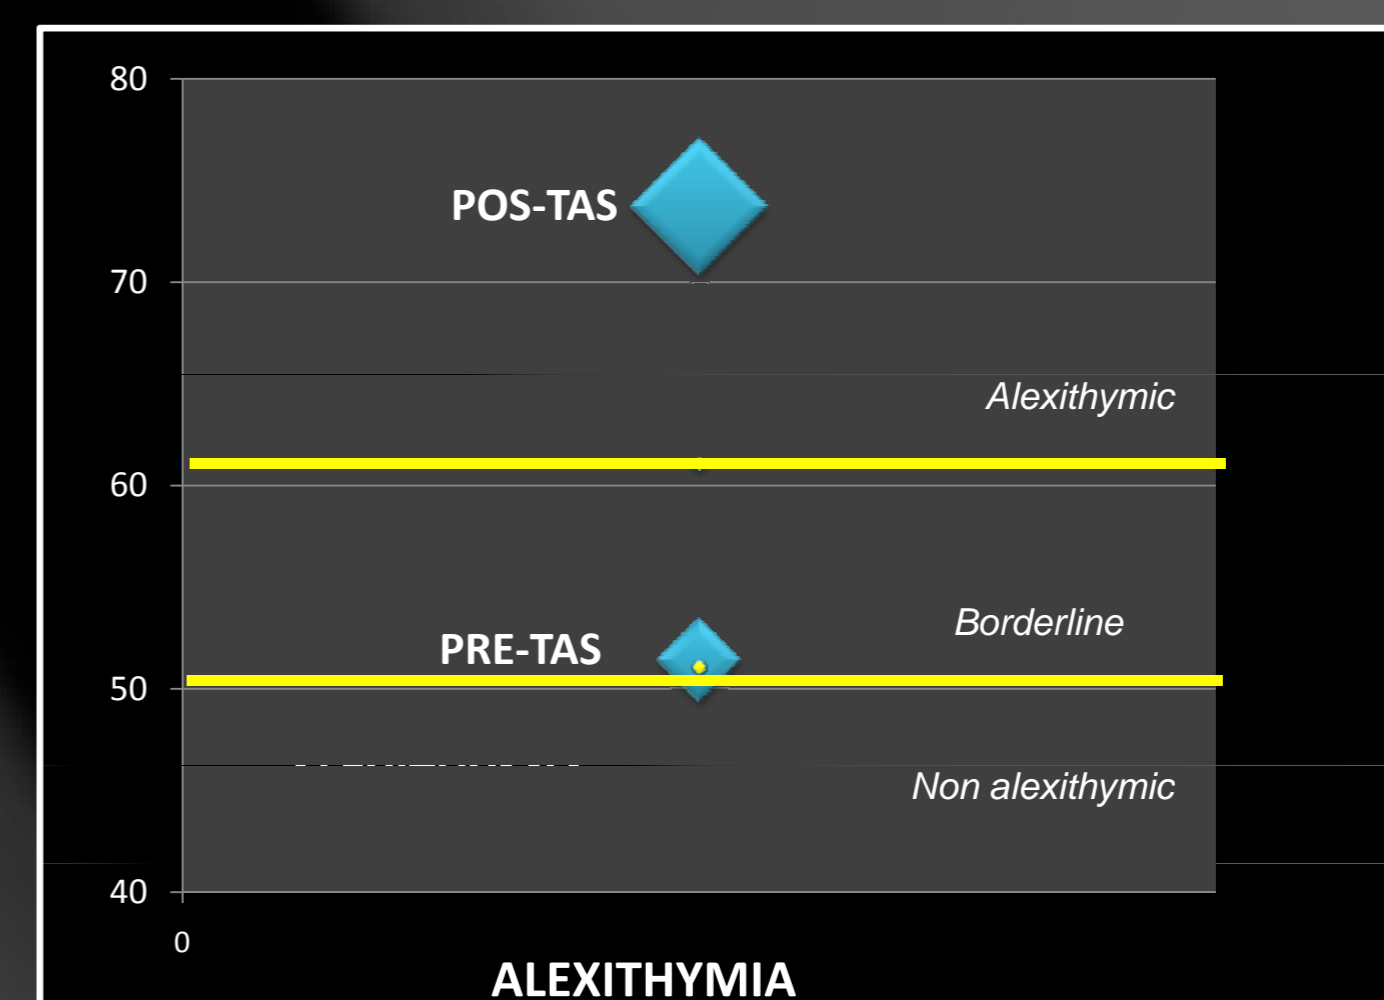 80
POS-TAS
70
Alexithymic
60
Borderline
PRE-TAS
50
Non alexithymic
40
0
ALEXITHYMIA